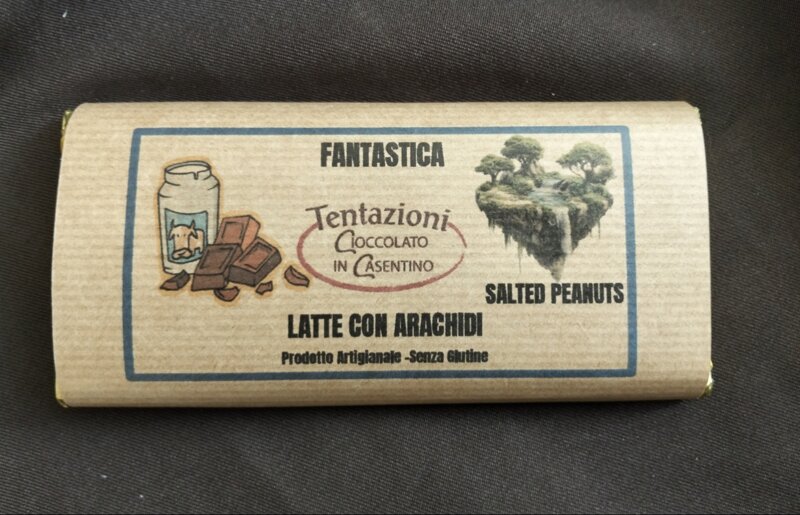 FANTASTICA
Tentazioni
CIOCCOLATO
IN CASENTINO
SALTED PEANUTS
LATTE CON ARACHIDI
Prodotto Artigianale -Senza Glutine